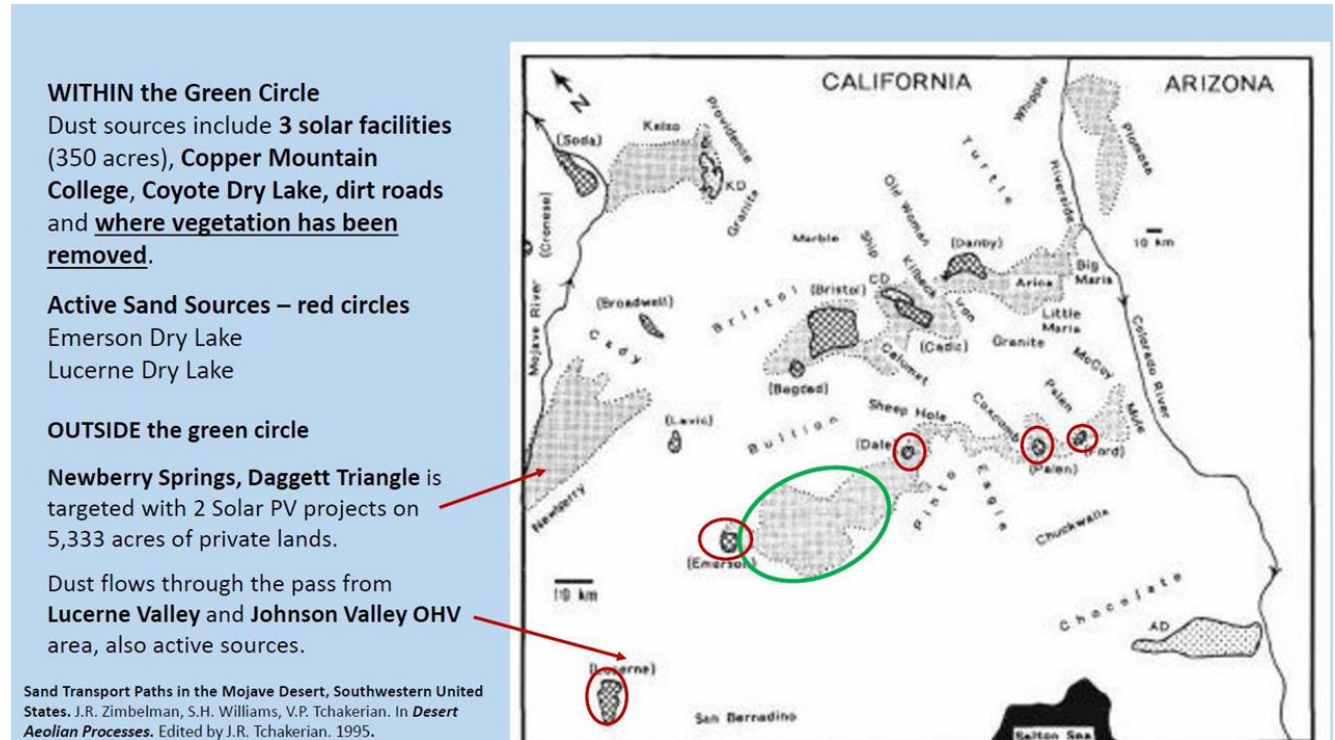 WITHIN the Green Circle
Dust sources include 3 solar facilities
(350 acres), Copper Mountain
College, Coyote Dry Lake, dirt roads
and where vegetation has been
removed.
Active Sand Sources – red circles
Emerson Dry Lake
Lucerne Dry Lake
OUTSIDE the green circle
Newberry Springs, Daggett Triangle is
targeted with 2 Solar PV projects on
5,333 acres of private lands.
Dust flows through the pass from
Lucerne Valley and Johnson Valley OHV
area, also active sources.
Sand Transport Paths in the Mojave Desert, Southwestern United
States. J.R. Zimbelman, S.H. Williams, V.P. Tchakerian. In Desert
Aeolian Processes. Edited by J.R. Tchakerian. 1995.
N
CALIFORNIA
ARIZONA
(Soda)
Kelso
Providence
KD
Granite
(Cronese)
Mojave River
(Broadwell)
Cady
Bristol
Marble
Ship
Old Woman
Turtle
Whipple
Riverside
Plomosa
10 km
(Danby)
Kilbeck
CD
(Bristol)
Iron
Arica
Big
Maria
Little
Maria
Granite
(Cadiz)
Calumet
(Bagdad)
McCoy
Colorado River
(Lavic)
Bullion
Sheep Hole
Coxcomb
Palen
Mule
(Dale)
(Palen)
(Ford)
Newberry
Pinto
Eagle
Chuckwalla
(Emerson)
10 km
Chocolate
AD
(Lucerne)
San Bernadino
Salton Sea